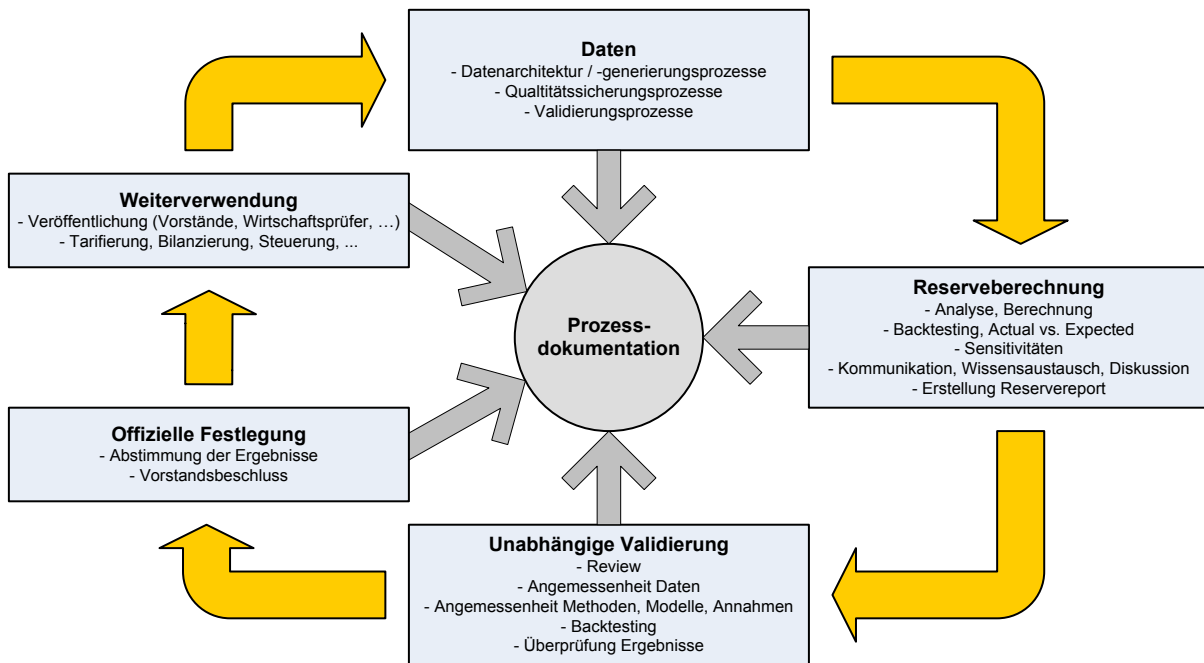 Daten
- Datenarchitektur / -generierungsprozesse
- Qualtitätssicherungsprozesse
- Validierungsprozesse
Weiterverwendung
- Veröffentlichung (Vorstände, Wirtschaftsprüfer, …)
- Tarifierung, Bilanzierung, Steuerung, ...
Reserveberechnung
- Analyse, Berechnung
- Backtesting, Actual vs. Expected
- Sensitivitäten
- Kommunikation, Wissensaustausch, Diskussion
- Erstellung Reservereport
Prozess-
dokumentation
Offizielle Festlegung
- Abstimmung der Ergebnisse
- Vorstandsbeschluss
Unabhängige Validierung
- Review
- Angemessenheit Daten
- Angemessenheit Methoden, Modelle, Annahmen
- Backtesting
- Überprüfung Ergebnisse